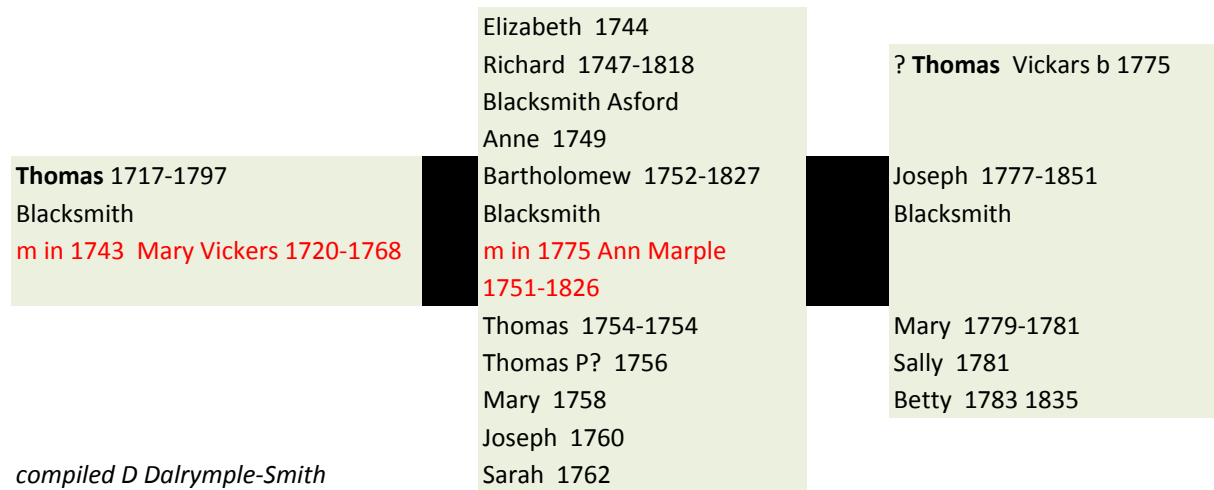 Thomas 1717-1797
Blacksmith
m in 1743 Mary Vickers 1720-1768
compiled D Dalrymple-Smith
Elizabeth 1744
Richard 1747-1818
Blacksmith Asford
Anne 1749
Bartholomew 1752-1827
Blacksmith
m in 1775 Ann Marple
1751-1826
Thomas 1754-1754
Thomas P? 1756
Mary 1758
Joseph 1760
Sarah 1762
? Thomas Vickars b 1775
Joseph 1777-1851
Blacksmith
Mary 1779-1781
Sally 1781
Betty 1783 1835